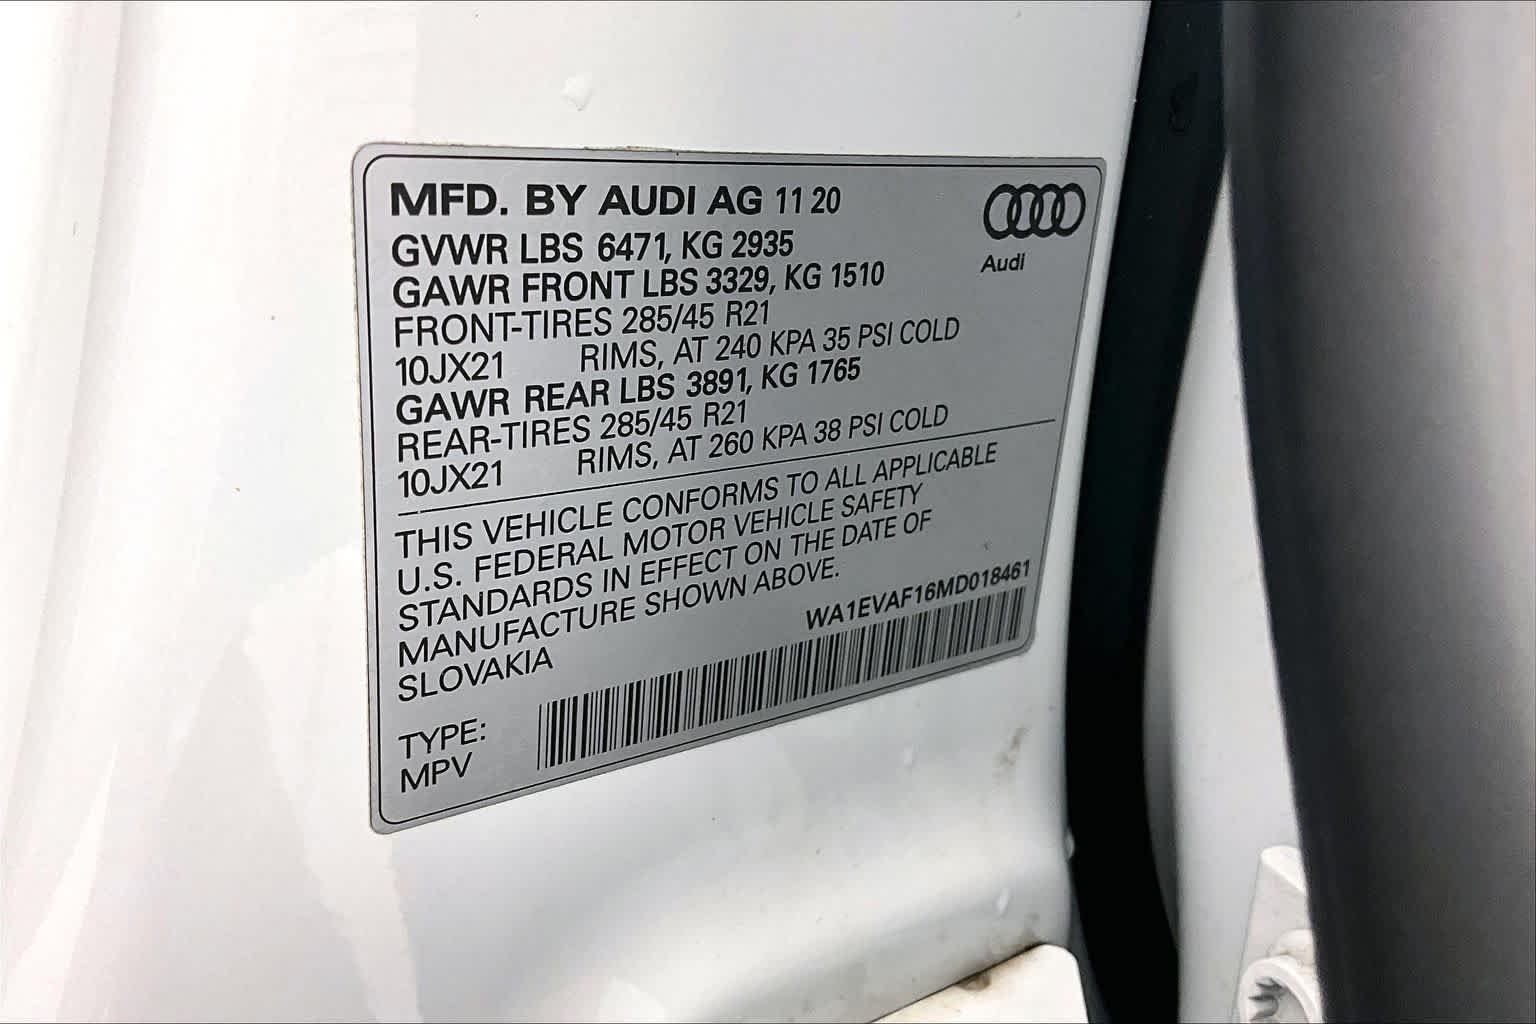 MFD. BY AUDI AG 11 20
GVWR LBS 6471, KG 2935
GAWR FRONT LBS 3329, KG 1510
FRONT-TIRES 285/45 R21
10JX21 RIMS, AT 240 KPA 35 PSI COLD
GAWR REAR LBS 3891, KG 1765
REAR-TIRES 285/45 R21
10JX21 RIMS, AT 260 KPA 38 PSI COLD
Audi
THIS VEHICLE CONFORMS TO ALL APPLICABLE
U.S. FEDERAL MOTOR VEHICLE SAFETY
STANDARDS IN EFFECT ON THE DATE OF
MANUFACTURE SHOWN ABOVE.
SLOVAKIA
WA1EVAF16MD018461
TYPE:
MPV